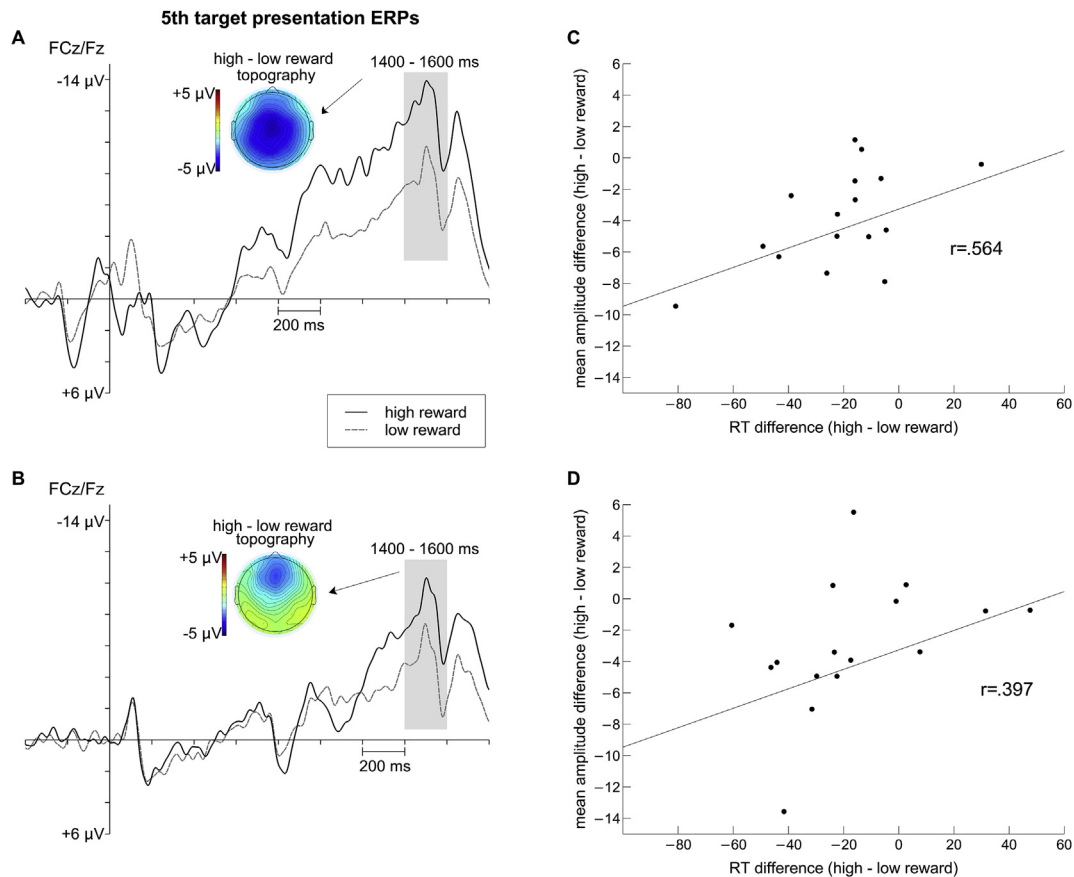 5th target presentation ERPs
A
FCz/Fz
-14 µV
+6 µV
high - low reward
topography
+5 µV
-5 µV
1400 - 1600 ms
200 ms
high reward
low reward
B
FCz/Fz
-14 µV
+6 µV
high - low reward
topography
+5 µV
-5 µV
1400 - 1600 ms
200 ms
C
mean amplitude difference (high - low reward)
6
4
2
0
−2
−4
−6
−8
−10
−12
−14
r=.564
−80 −60 −40 −20 0 20 40 60
RT difference (high - low reward)
D
mean amplitude difference (high - low reward)
6
4
2
0
−2
−4
−6
−8
−10
−12
−14
r=.397
−80 −60 −40 −20 0 20 40 60
RT difference (high - low reward)